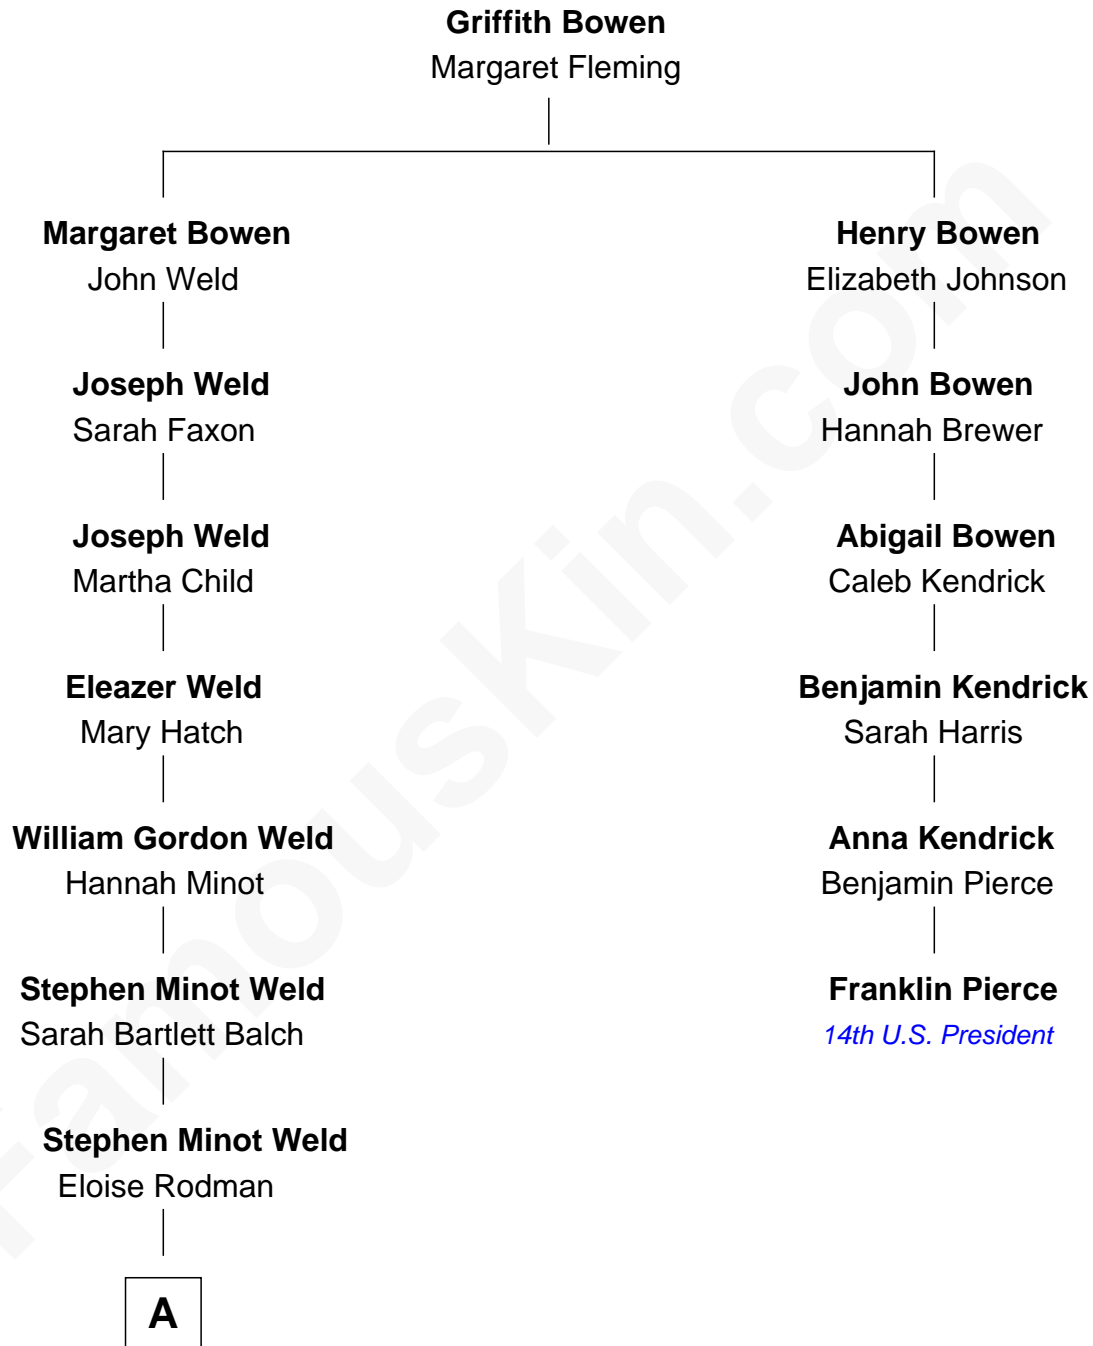 Griffith Bowen
Margaret Fleming
Margaret Bowen
John Weld
Henry Bowen
Elizabeth Johnson
Joseph Weld
Sarah Faxon
John Bowen
Hannah Brewer
Joseph Weld
Martha Child
Abigail Bowen
Caleb Kendrick
Eleazer Weld
Mary Hatch
Benjamin Kendrick
Sarah Harris
William Gordon Weld
Hannah Minot
Anna Kendrick
Benjamin Pierce
Stephen Minot Weld
Sarah Bartlett Balch
Franklin Pierce
14th U.S. President
Stephen Minot Weld
Eloise Rodman
A
FamousKin.com